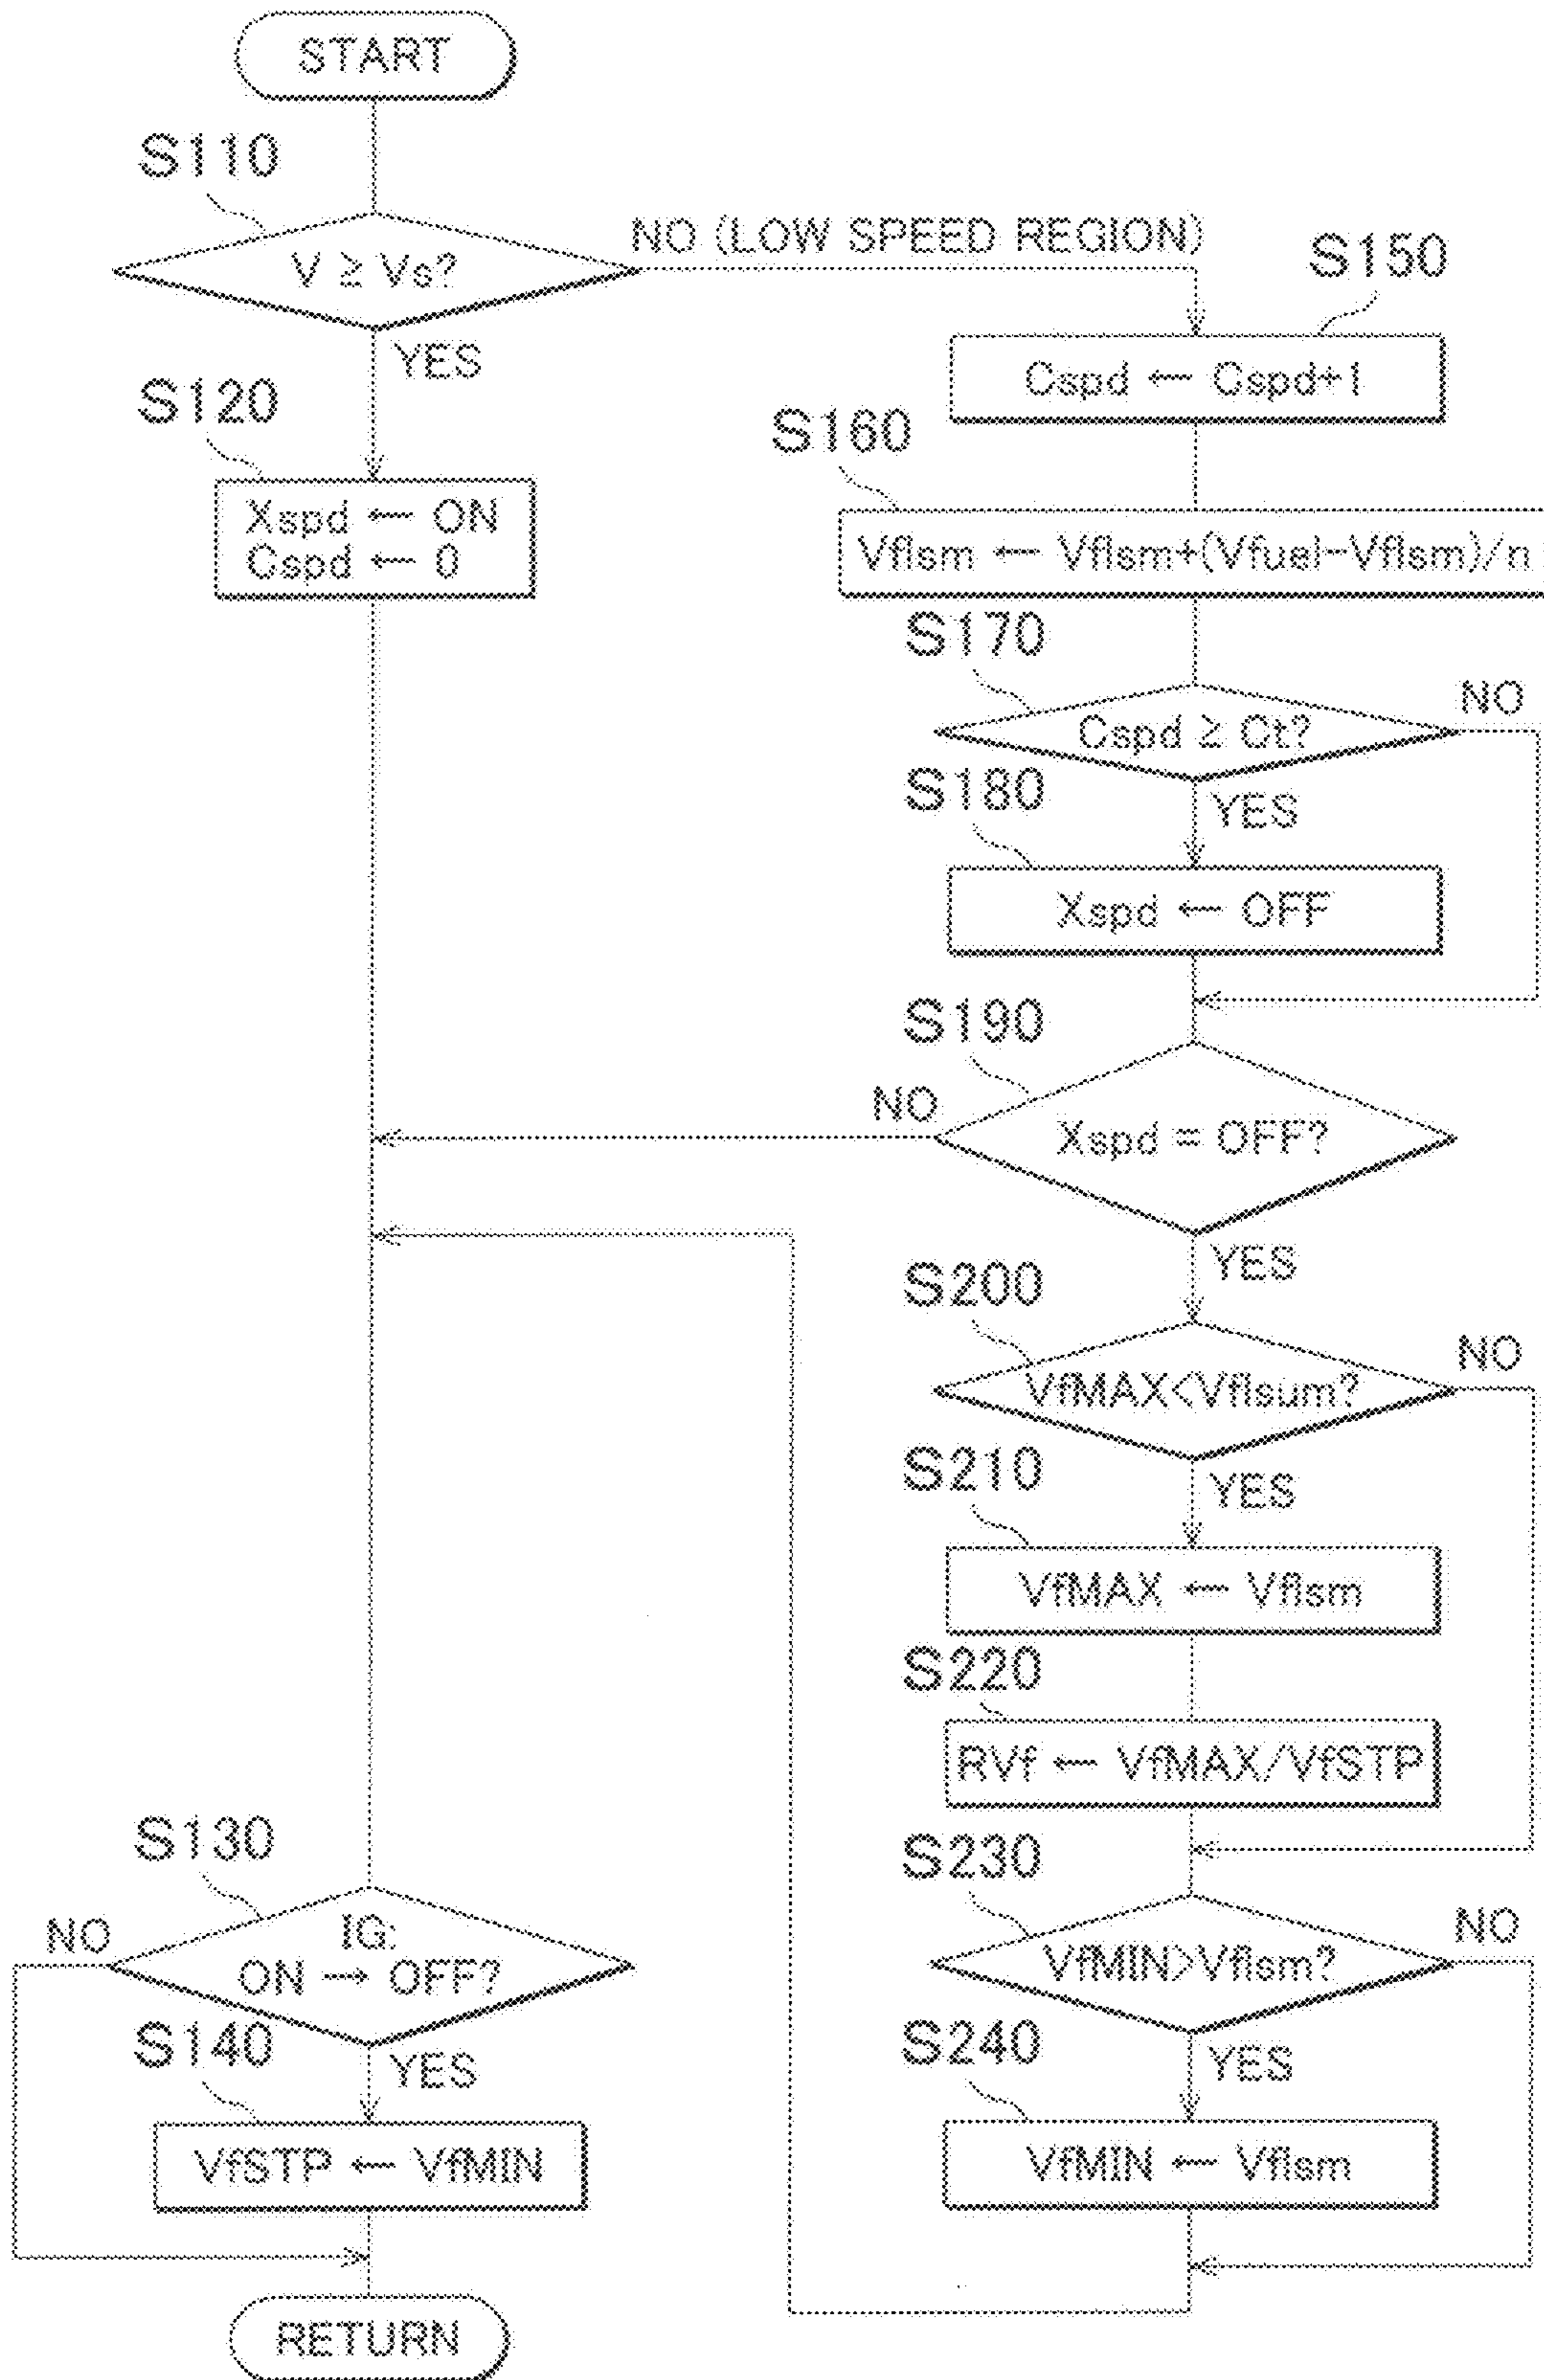 START
S110
V ≥ Vs?
NO (LOW SPEED REGION)
YES
S120
Xspd ← ON
Cspd ← 0
S150
Cspd ← Cspd+1
S160
Vflsm ← Vflsm+(Vfuel-Vflsm)/n
S170
Cspd ≥ Ct?
NO
S180
YES
Xspd ← OFF
S190
NO
Xspd = OFF?
YES
S200
VfMAX<Vflsum?
NO
S210
YES
VfMAX ← Vflsm
S220
RVf ← VfMAX/VfSTP
S230
VfMIN>Vflsm?
NO
S240
YES
VfMIN ← Vflsm
S130
NO
IG:
ON → OFF?
S140
YES
VfSTP ← VfMIN
RETURN